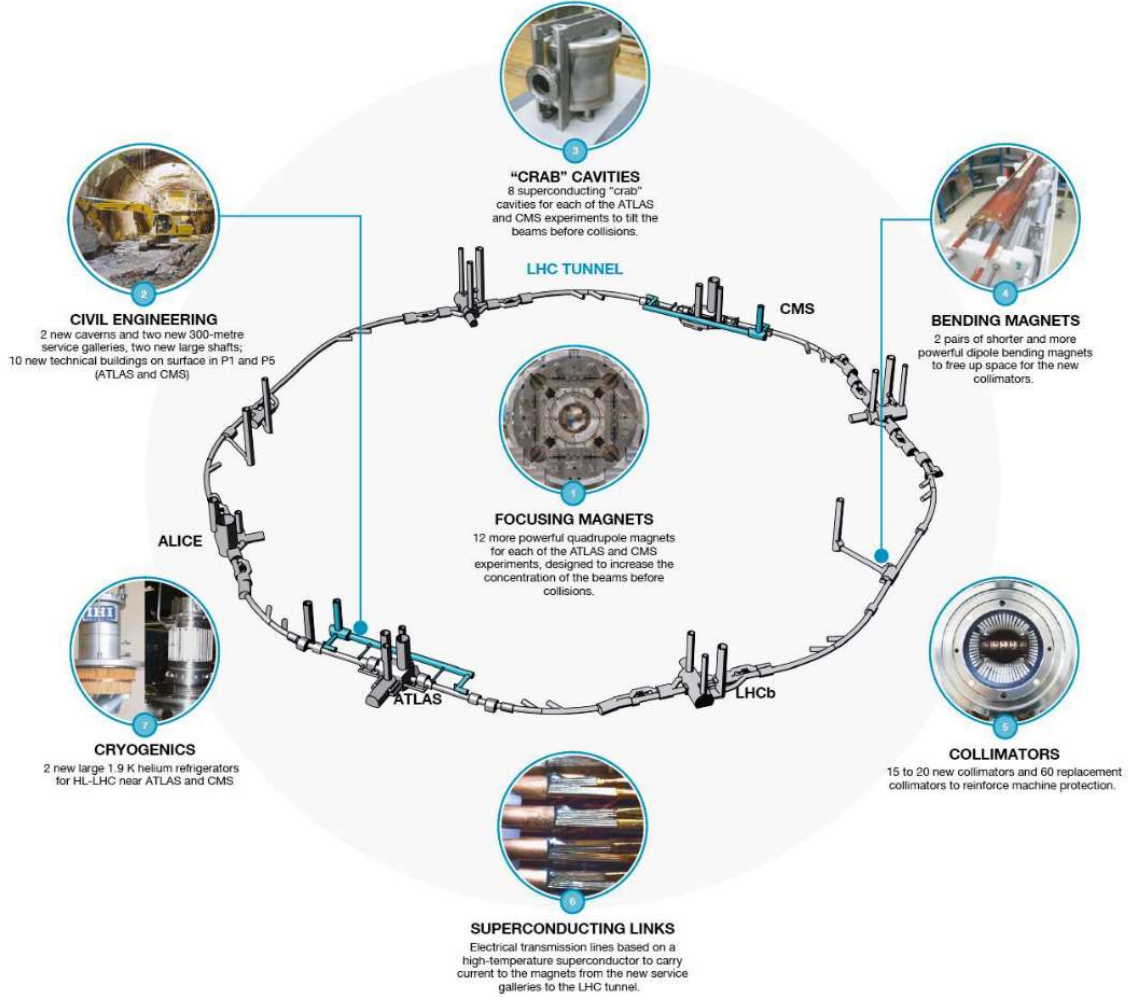 3
“CRAB” CAVITIES
8 superconducting “crab”
cavities for each of the ATLAS
and CMS experiments to tilt the
beams before collisions.
2
CIVIL ENGINEERING
2 new caverns and two new 300-metre
service galleries, two new large shafts;
10 new technical buildings on surface in P1 and P5
(ATLAS and CMS)
LHC TUNNEL
CMS
4
BENDING MAGNETS
2 pairs of shorter and more
powerful dipole bending magnets
to free up space for the new
collimators.
1
FOCUSING MAGNETS
12 more powerful quadrupole magnets
for each of the ATLAS and CMS
experiments, designed to increase the
concentration of the beams before
collisions.
ALICE
ATLAS
LHCb
IHI
7
CRYOGENICS
2 new large 1.9 K helium refrigerators
for HL-LHC near ATLAS and CMS
5
COLLIMATORS
15 to 20 new collimators and 60 replacement
collimators to reinforce machine protection.
6
SUPERCONDUCTING LINKS
Electrical transmission lines based on a
high-temperature superconductor to carry
current to the magnets from the new service
galleries to the LHC tunnel.